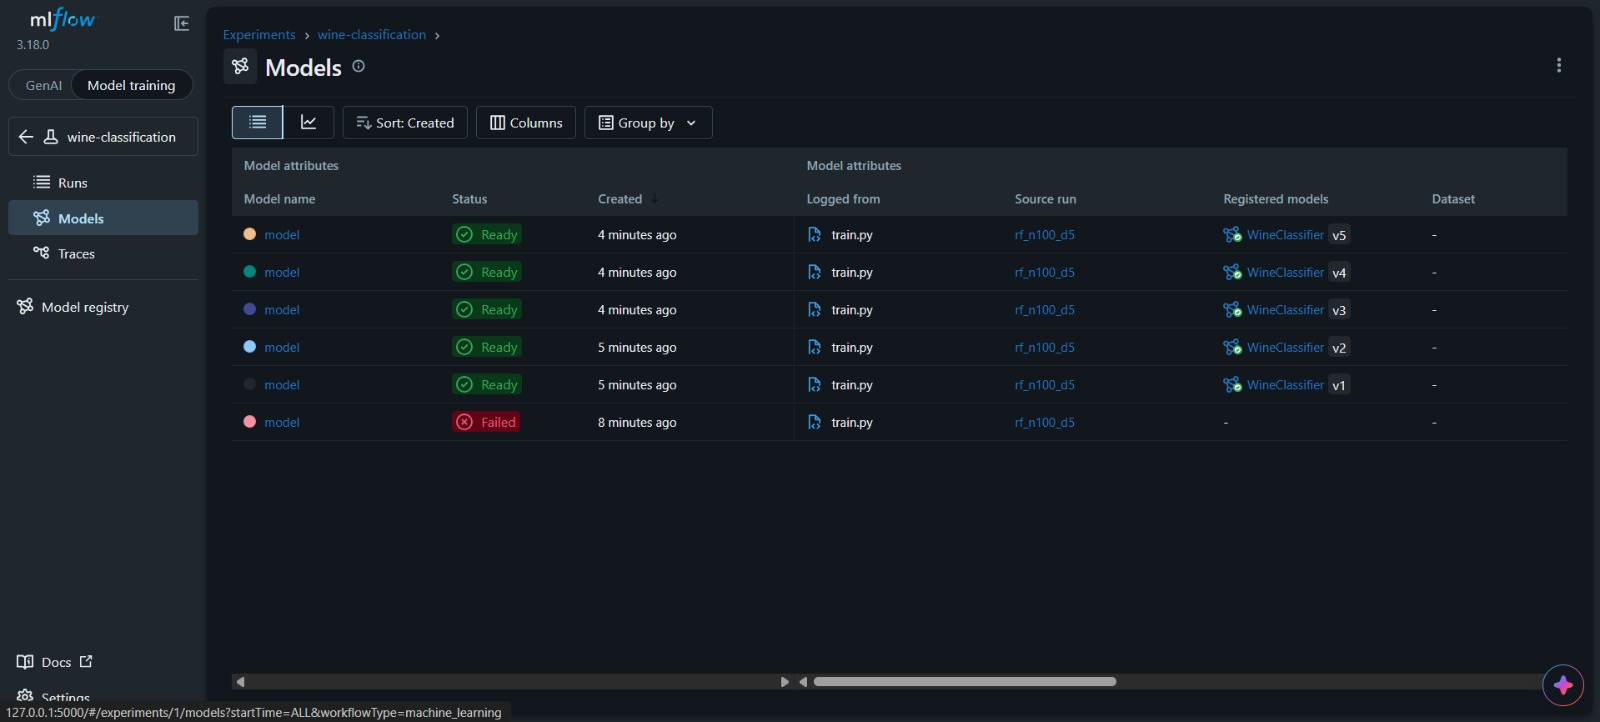 mlflow
3.18.0
GenAI Model training
wine-classification
Runs
Models
Traces
Model registry
Docs
Settings
127.0.0.1:5000/#/experiments/1/models?startTime=ALL&workflowType=machine_learning
Experiments › wine-classification ›
Models
Sort: Created Columns Group by
Model attributes Model attributes
Model name Status Created Logged from Source run Registered models Dataset
model Ready 4 minutes ago train.py rf_n100_d5 WineClassifier v5 -
model Ready 4 minutes ago train.py rf_n100_d5 WineClassifier v4 -
model Ready 4 minutes ago train.py rf_n100_d5 WineClassifier v3 -
model Ready 5 minutes ago train.py rf_n100_d5 WineClassifier v2 -
model Ready 5 minutes ago train.py rf_n100_d5 WineClassifier v1 -
model Failed 8 minutes ago train.py rf_n100_d5 - -